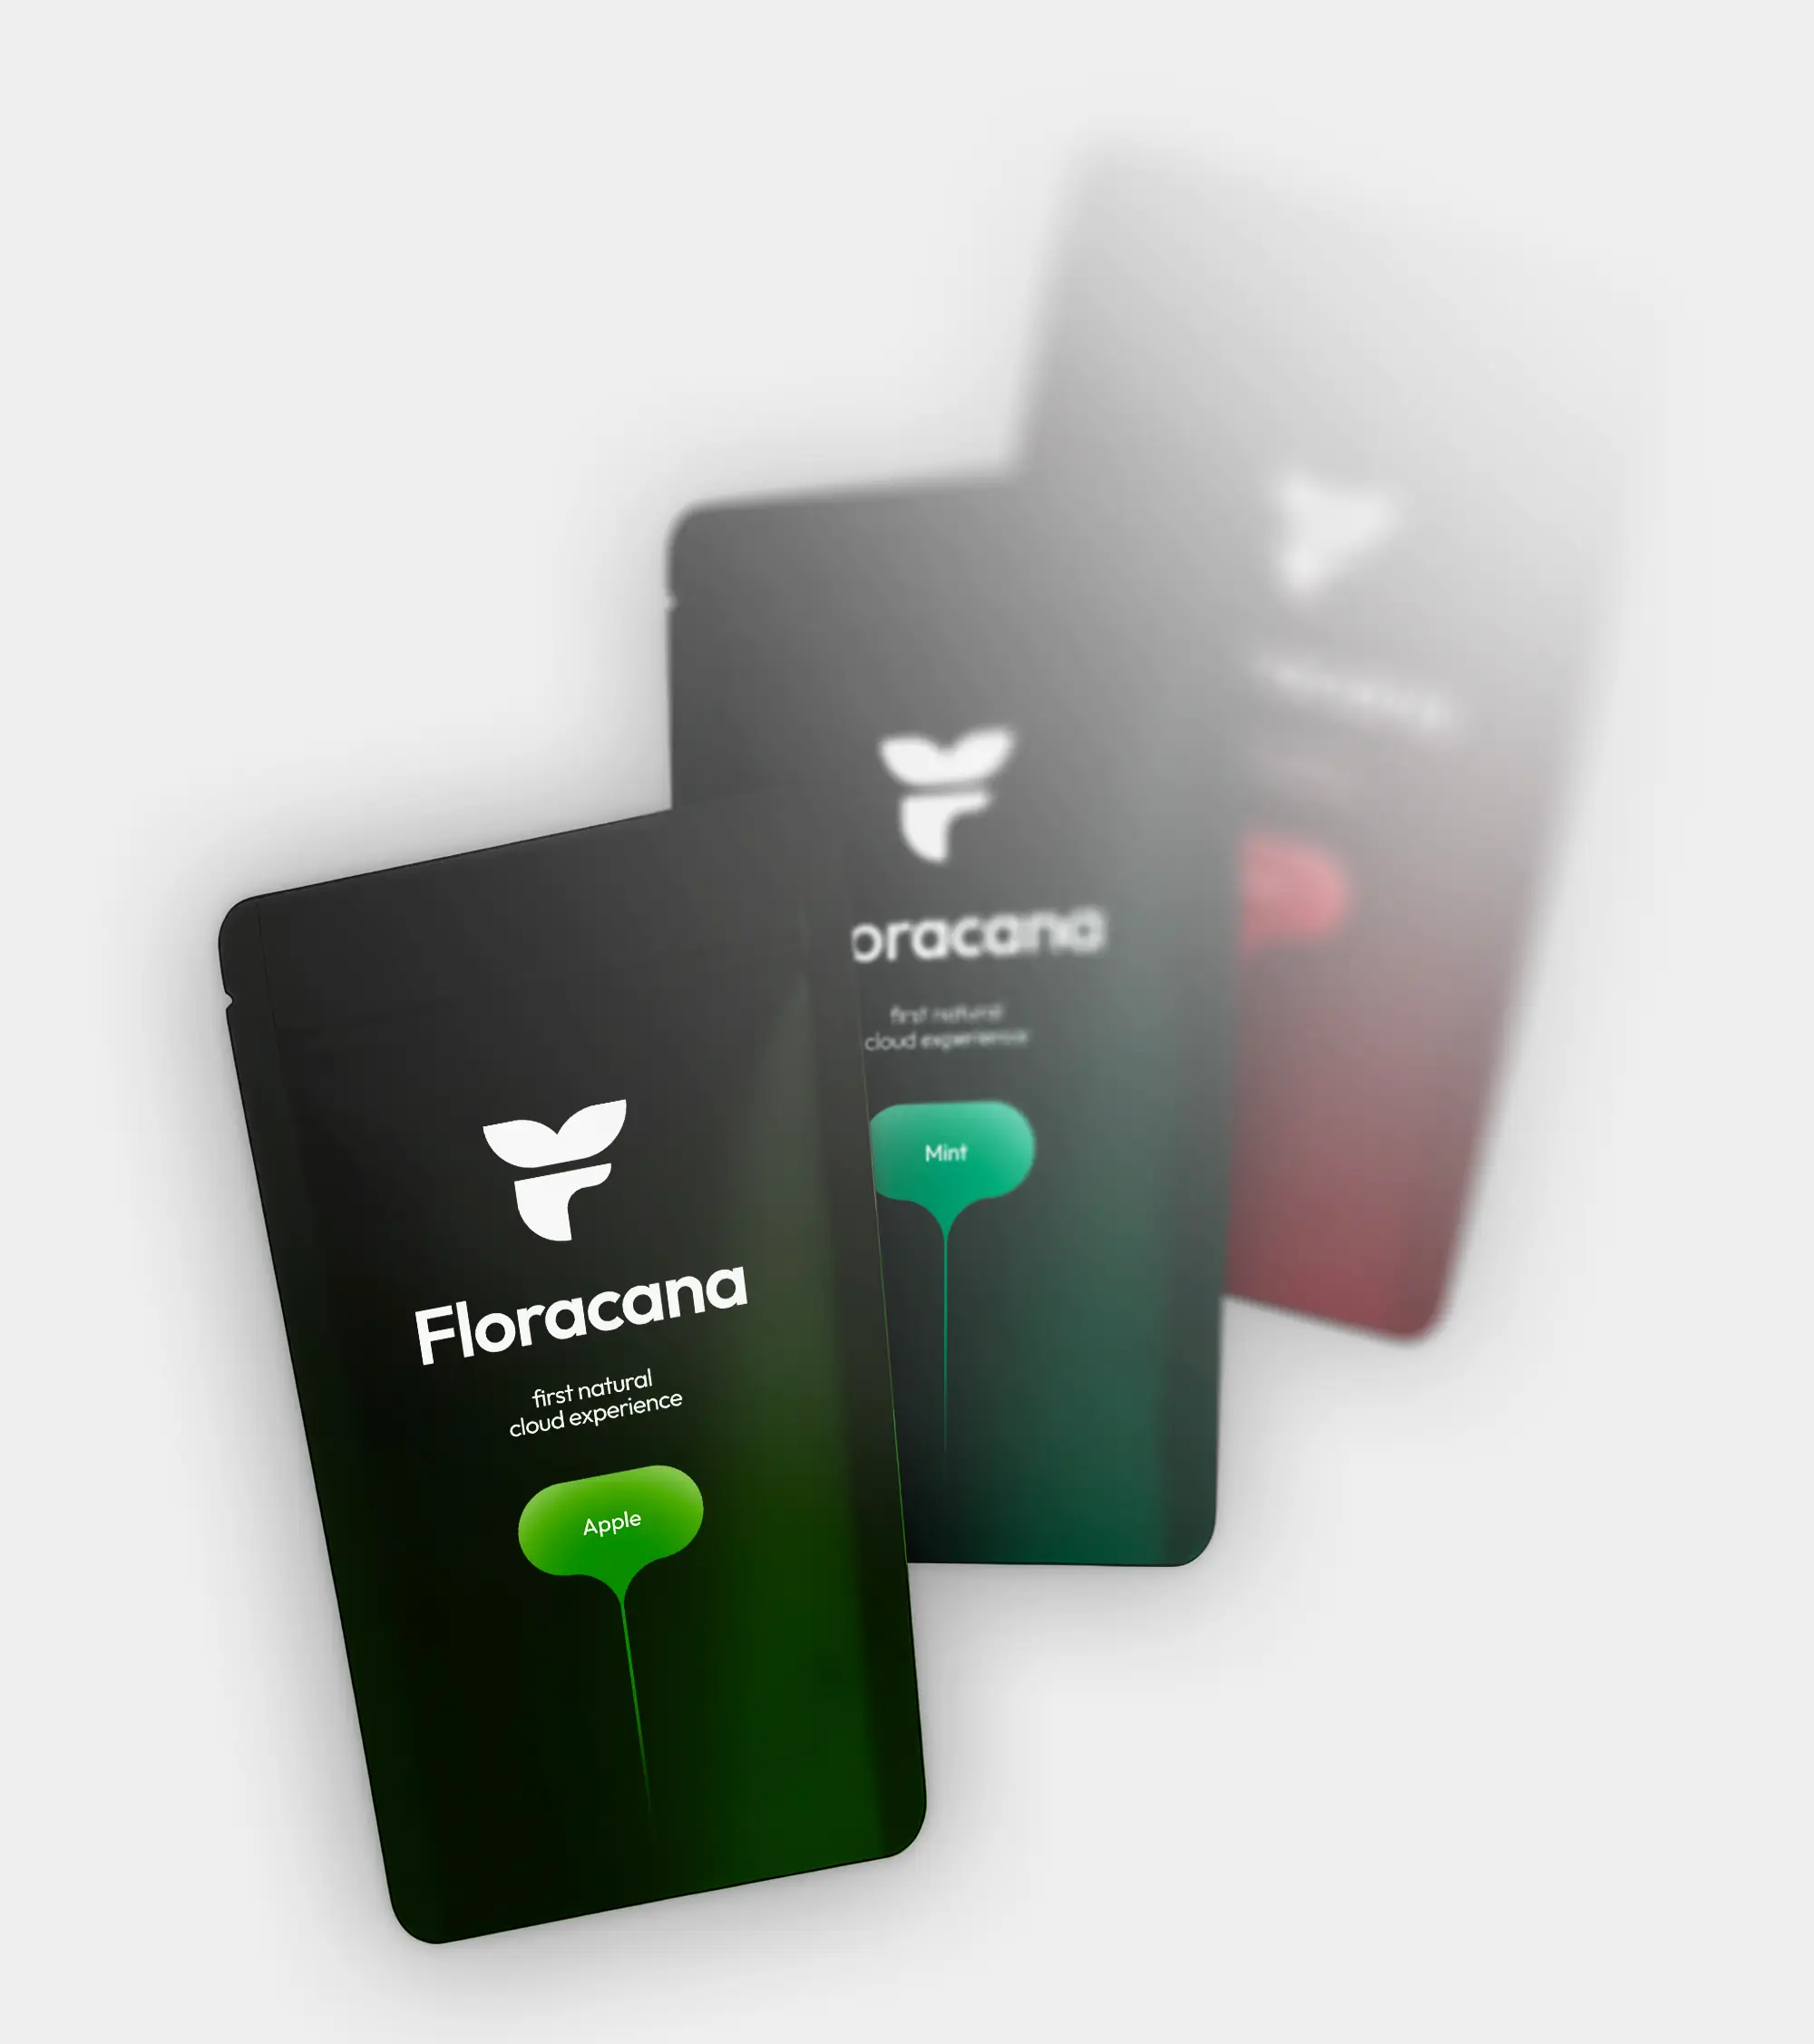 Floracana
first natural
cloud experience
Apple
oracana
first natural
cloud experience
Mint